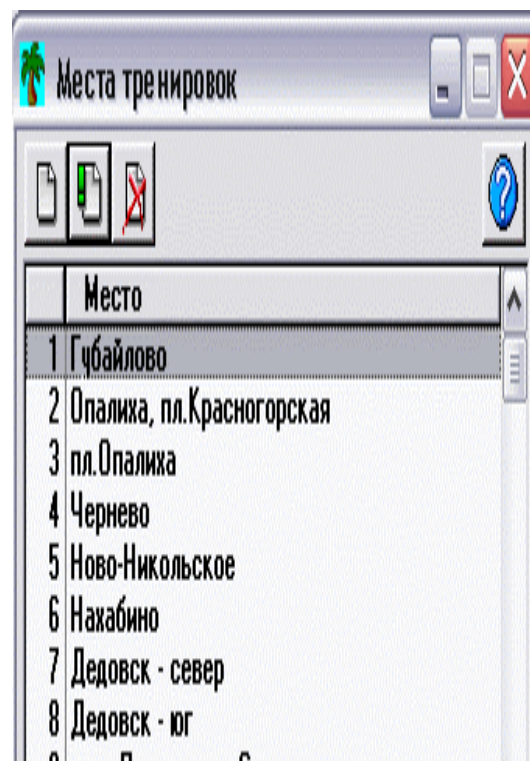 Места тренировок
Место
1 Губайлово
2 Опалиха, пл.Красногорская
3 пл.Опалиха
4 Чернево
5 Ново-Никольское
6 Нахабино
7 Дедовск - север
8 Дедовск - юг